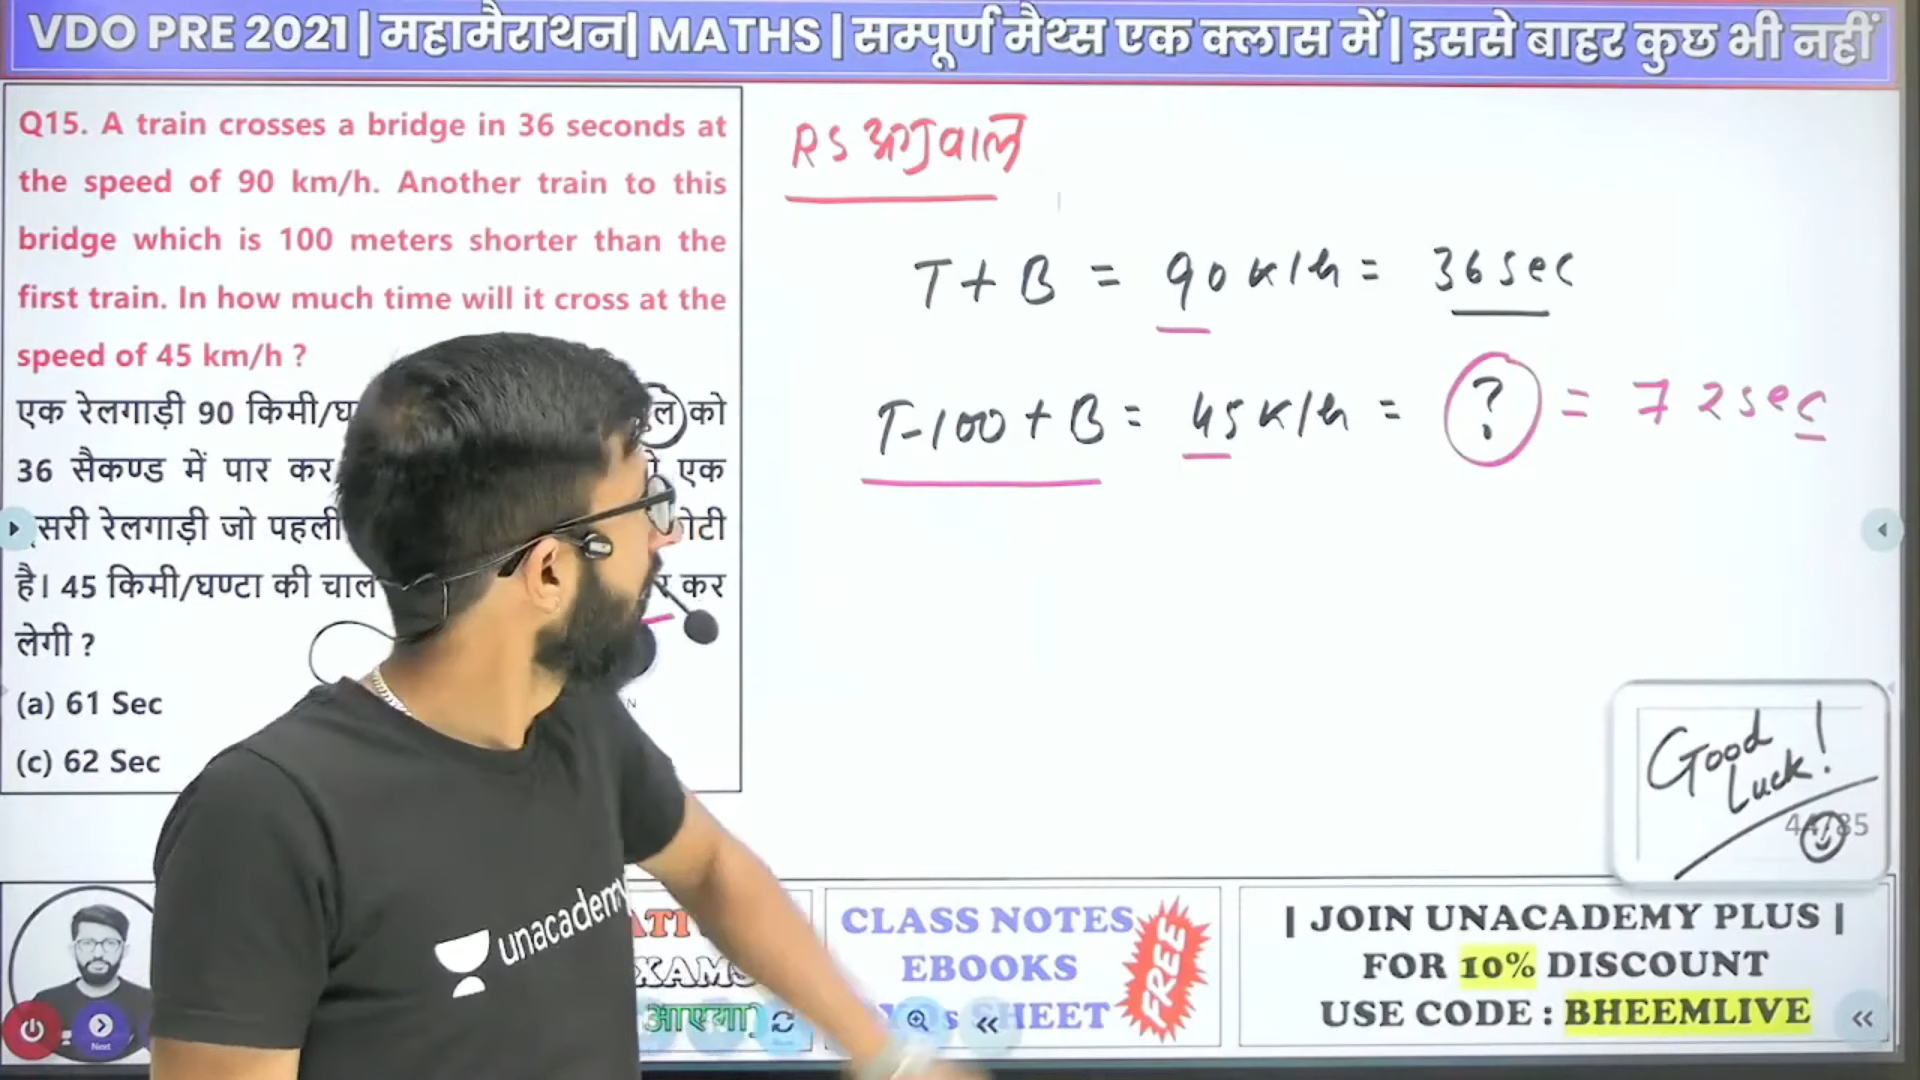 VDO PRE 2021 | महामैराथन| MATHS | सम्पूर्ण मैथ्स एक क्लास में| इससे बाहर कुछ भी नहीं
Q15. A train crosses a bridge in 36 seconds at
the speed of 90 km/h. Another train to this
bridge which is 100 meters shorter than the
first train. In how much time will it cross at the
speed of 45 km/h ?
एक रेलगाड़ी 90 किमी/घ को
36 सैकण्ड में पार कर एक
सरी रेलगाड़ी जो पहली
है। 45 किमी/घण्टा की चाल कर
लेगी ?
(a) 61 Sec
(c) 62 Sec
RS अग्रवाल
T + B = 90 K/h = 36 sec
T-100 + B = 45 K/h = ? = 72 sec
Good
Luck!
unacademy
CLASS NOTES
EBOOKS
FREE
| JOIN UNACADEMY PLUS |
FOR 10% DISCOUNT
USE CODE : BHEEMLIVE
Next